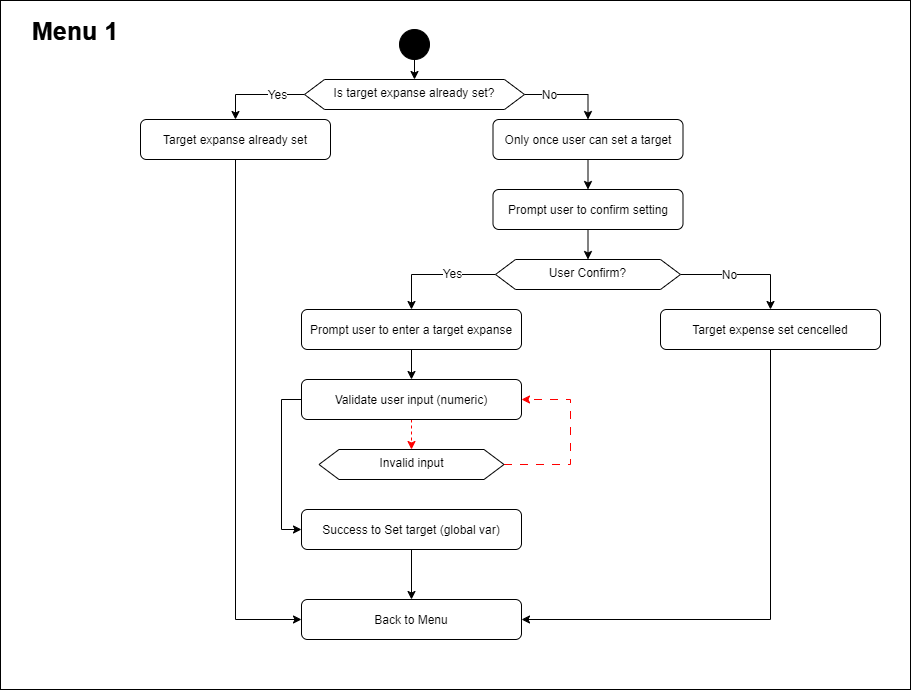 Menu 1
Is target expanse already set?
Yes
No
Target expanse already set
Only once user can set a target
Prompt user to confirm setting
User Confirm?
Yes
No
Prompt user to enter a target expanse
Target expense set cencelled
Validate user input (numeric)
Invalid input
Success to Set target (global var)
Back to Menu